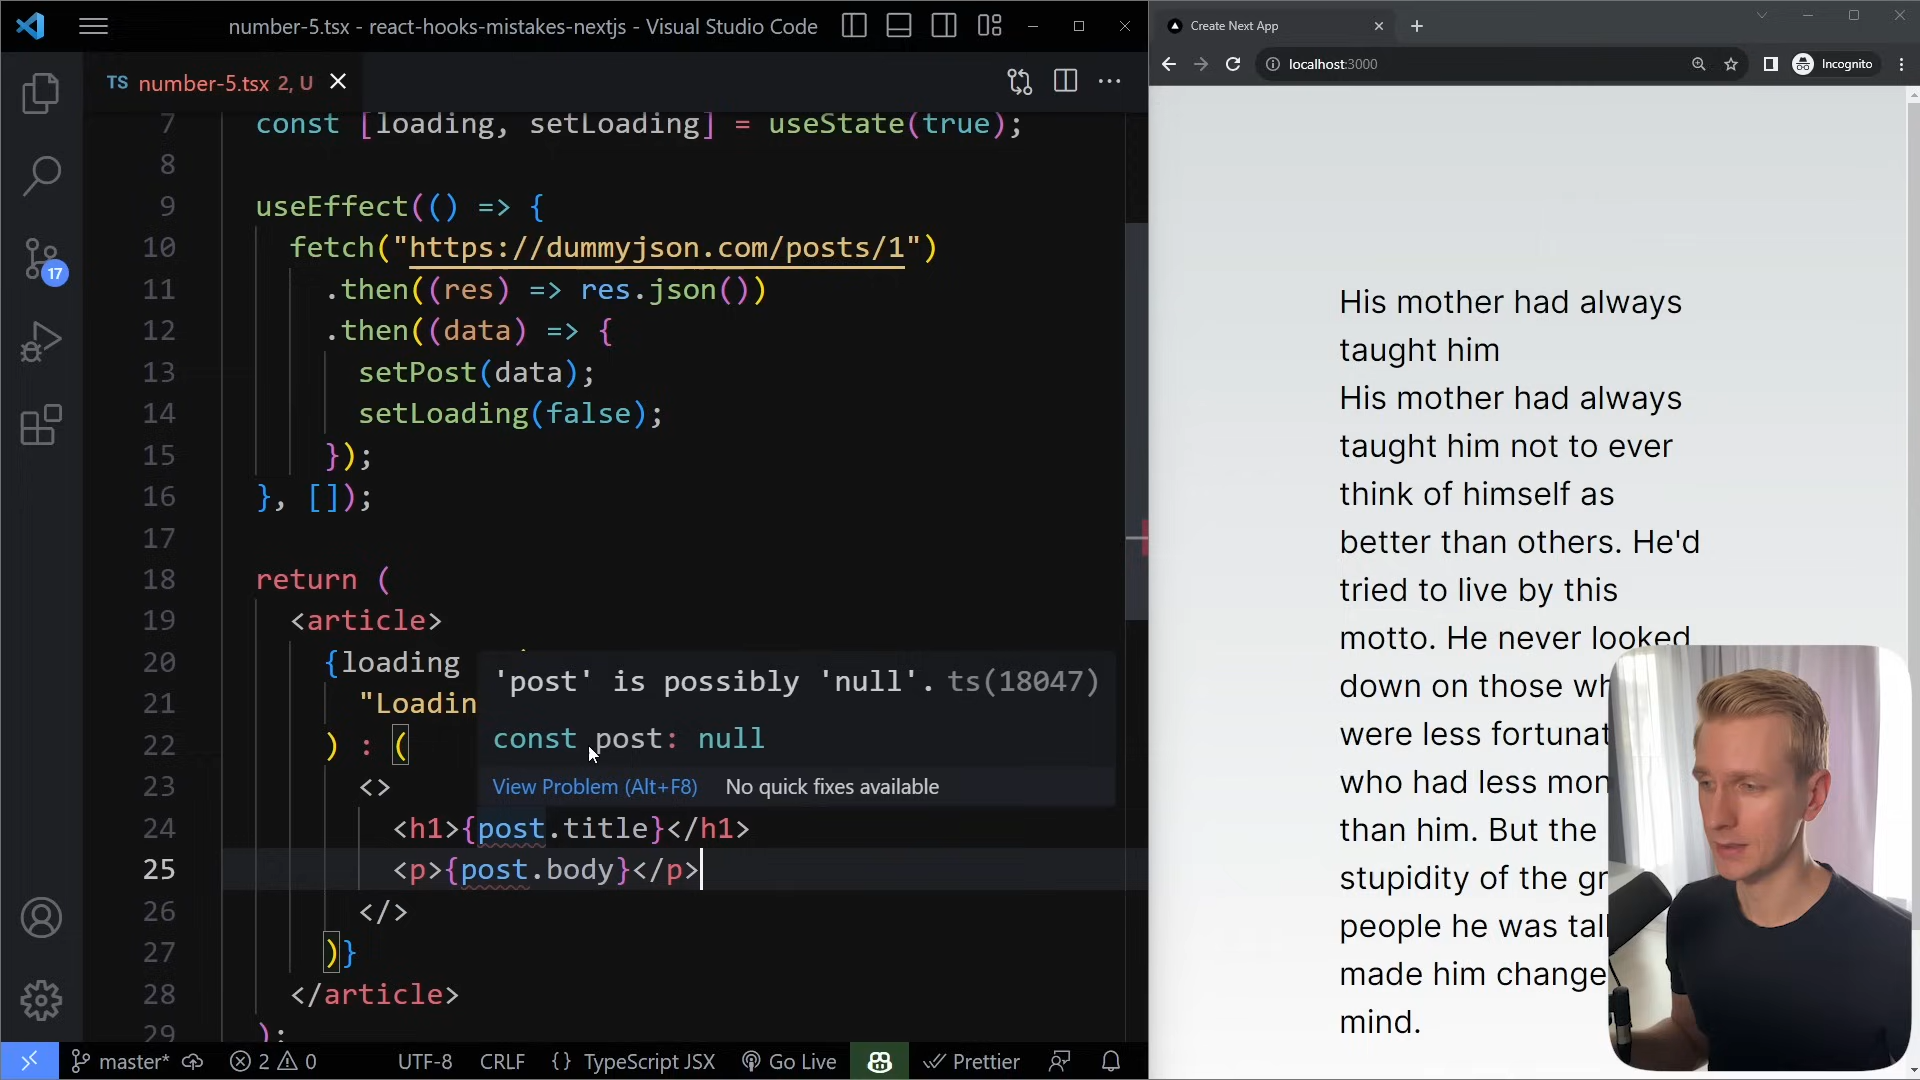 number-5.tsx - react-hooks-mistakes-nextjs - Visual Studio Code
TS number-5.tsx 2, U
7 const [loading, setLoading] = useState(true);
8
9 useEffect(() => {
10 fetch("https://dummyjson.com/posts/1")
11 .then((res) => res.json())
12 .then((data) => {
13 setPost(data);
14 setLoading(false);
15 });
16 }, []);
17
18 return (
19 <article>
20 {loading
21 "Loadin
22 ) : (
23 <>
24 <h1>{post.title}</h1>
25 <p>{post.body}</p>
26 </>
27 )}
28 </article>
29 );
'post' is possibly 'null'. ts(18047)
const post: null
View Problem (Alt+F8) No quick fixes available
17
master* 2 0 UTF-8 CRLF {} TypeScript JSX Go Live Prettier
Create Next App
localhost:3000
Incognito
His mother had always
taught him
His mother had always
taught him not to ever
think of himself as
better than others. He'd
tried to live by this
motto. He never looked
down on those wh
were less fortunat
who had less mon
than him. But the
stupidity of the gr
people he was tal
made him change
mind.